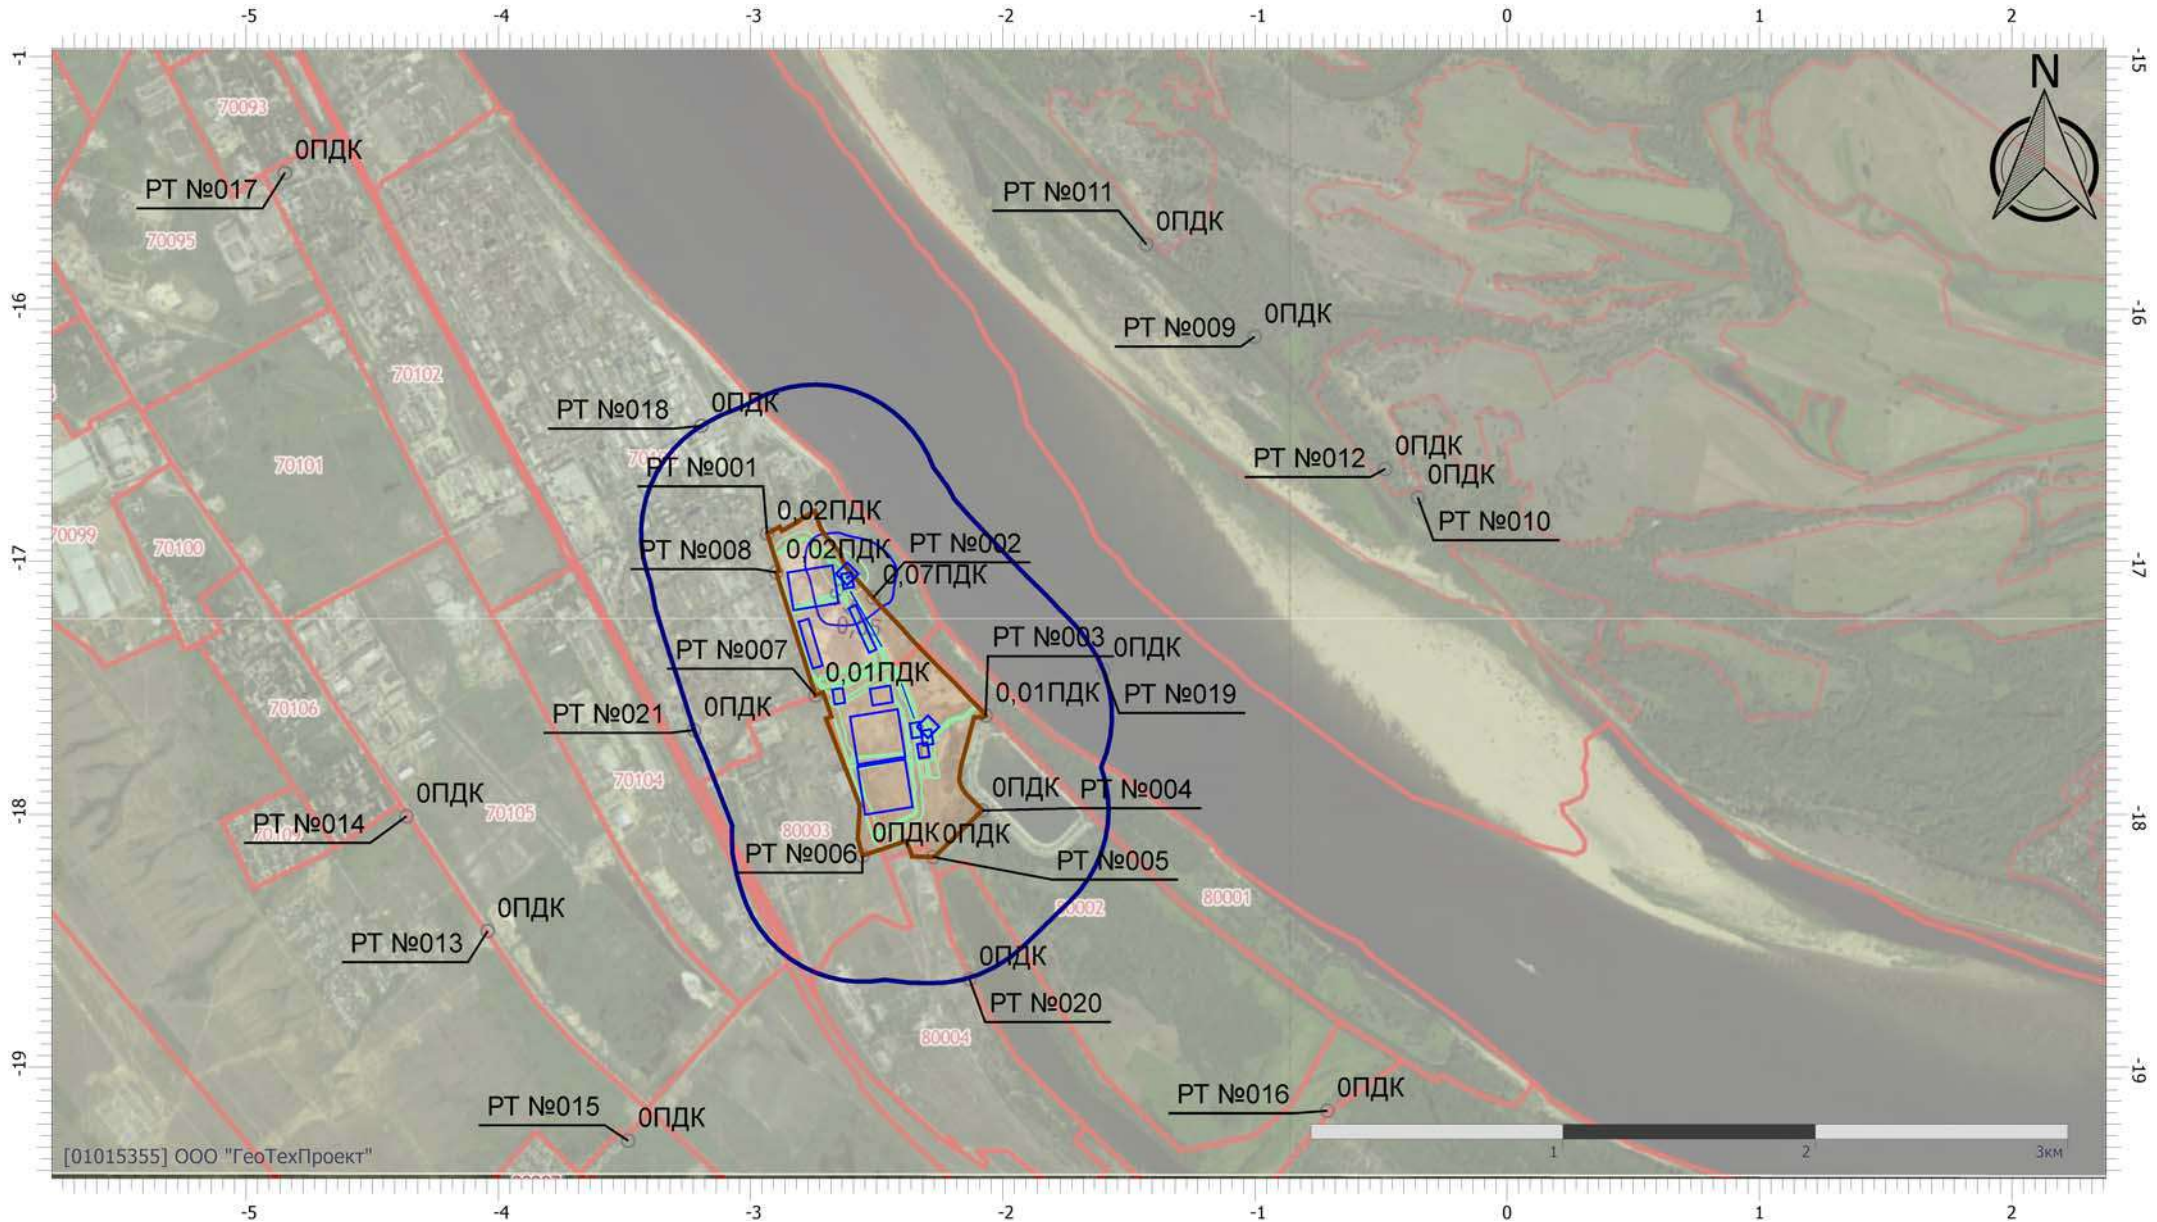 -5 -4 -3 -2 -1 0 1 2
-1
-15
N
70093
0ПДК
РТ №017
РТ №011
0ПДК
70095
-16
0ПДК
РТ №009
-16
70102
РТ №018
0ПДК
0ПДК
РТ №012
0ПДК
70101
РТ №001
0,02ПДК
РТ №010
70099
70100
-17
РТ №008
0,02ПДК
РТ №002
0,07ПДК
-17
РТ №007
РТ №003
0ПДК
0,01ПДК
0,01ПДК
РТ №019
70106
РТ №021
0ПДК
70104
0ПДК
РТ №004
0ПДК
70105
-18
РТ №014
80003
0ПДК
0ПДК
-18
РТ №006
РТ №005
80002
80001
0ПДК
РТ №013
0ПДК
РТ №020
80004
-19
-19
РТ №015
0ПДК
РТ №016
0ПДК
[01015355] ООО "ГеоТехПроект"
1 2 3км
-5 -4 -3 -2 -1 0 1 2